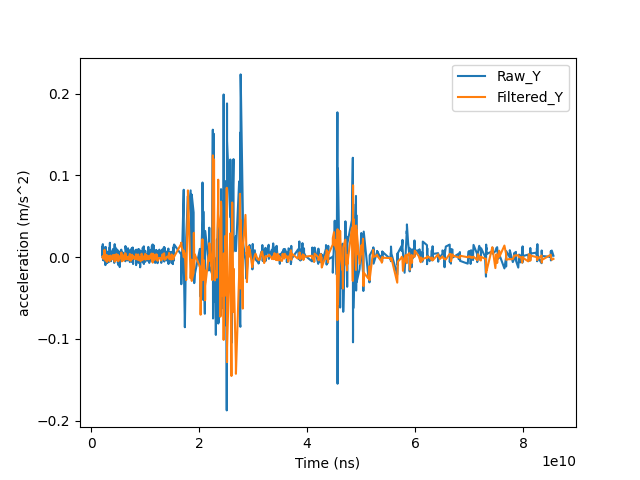 Raw_Y
Filtered_Y
acceleration (m/s^2)
0.2
0.1
0.0
−0.1
−0.2
0 2 4 6 8
1e10
Time (ns)